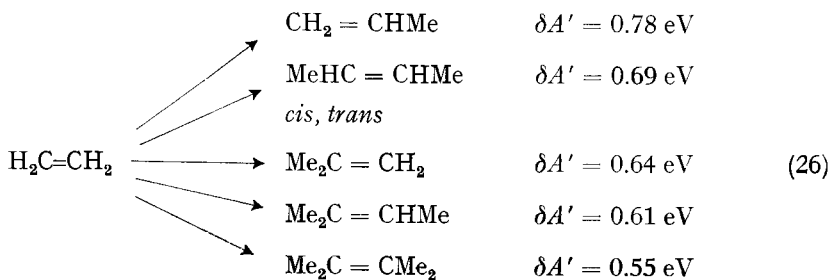 CH₂ = CHMe δA′ = 0.78 eV
MeHC = CHMe δA′ = 0.69 eV
cis, trans
H₂C=CH₂ Me₂C = CH₂ δA′ = 0.64 eV (26)
Me₂C = CHMe δA′ = 0.61 eV
Me₂C = CMe₂ δA′ = 0.55 eV